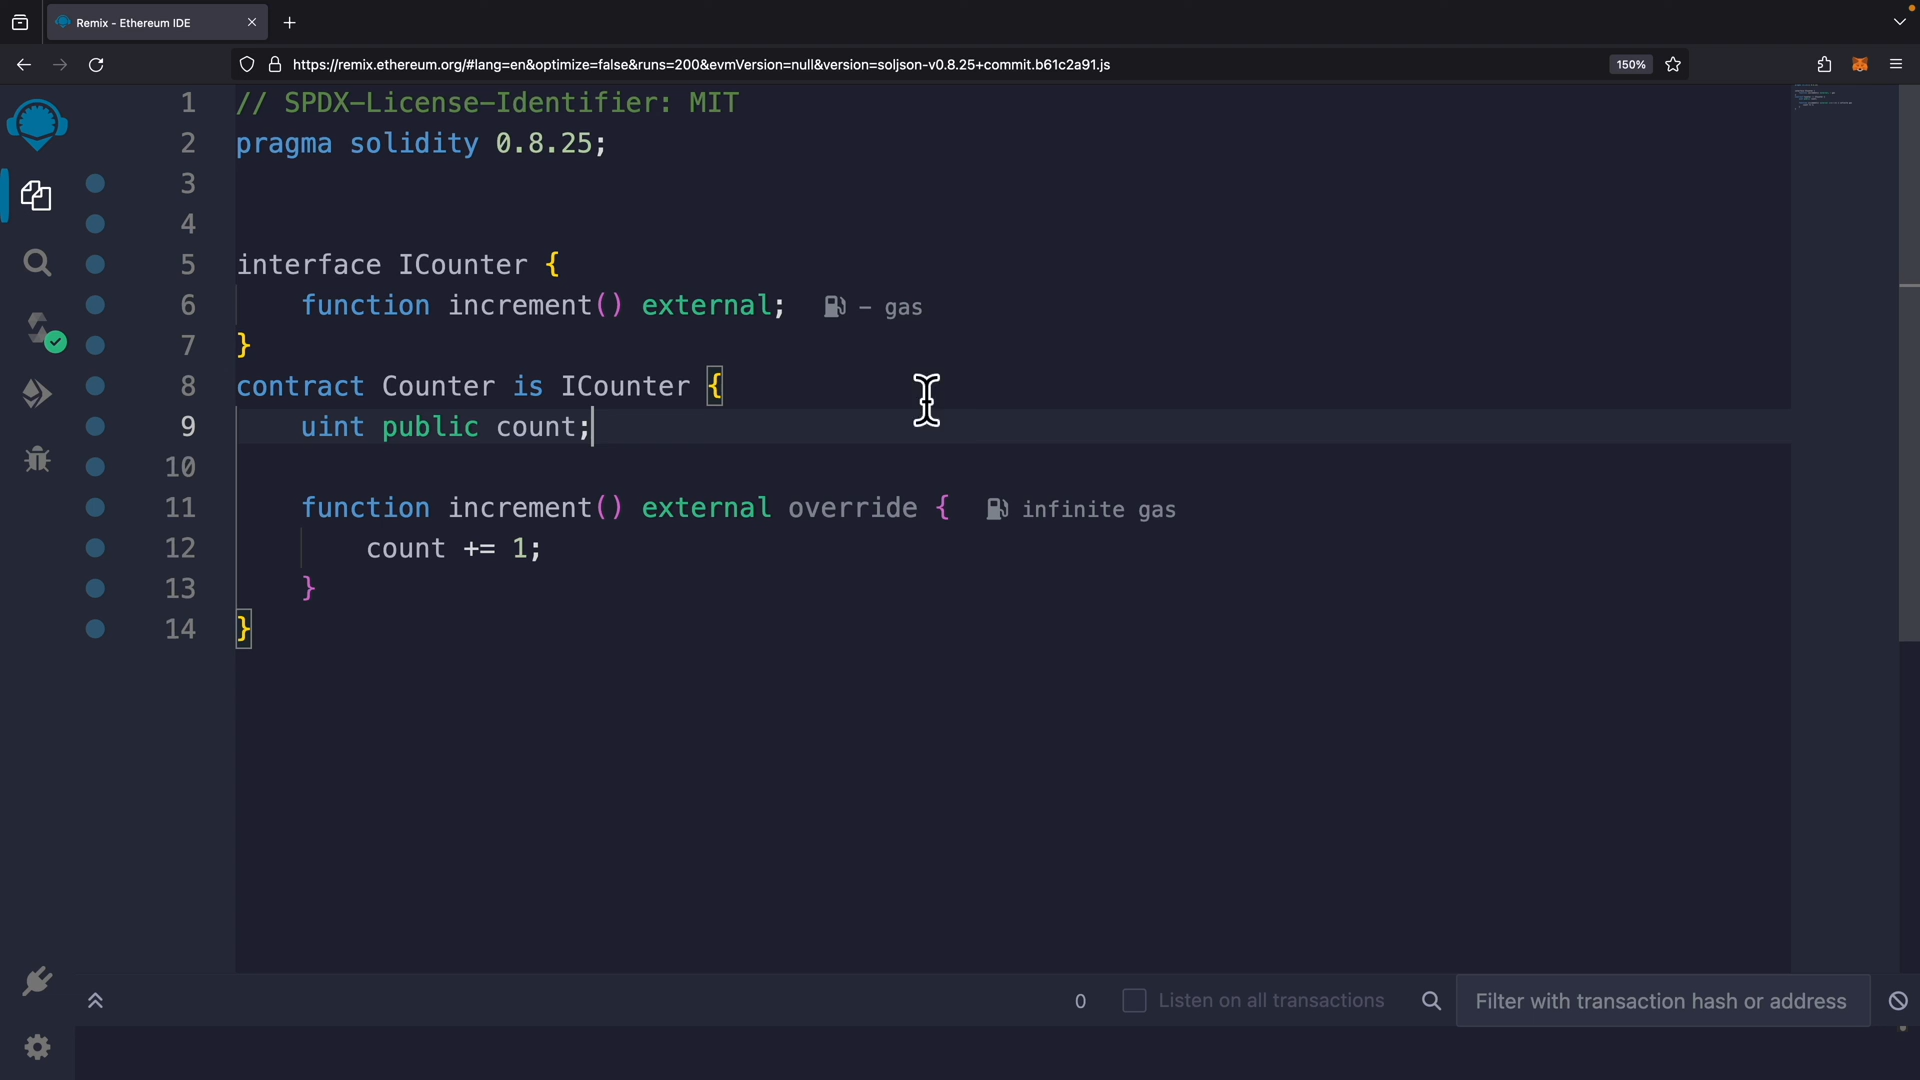 Remix - Ethereum IDE
https://remix.ethereum.org/#lang=en&optimize=false&runs=200&evmVersion=null&version=soljson-v0.8.25+commit.b61c2a91.js
150%
1 // SPDX-License-Identifier: MIT
2 pragma solidity 0.8.25;
3
4
5 interface ICounter {
6 function increment() external; - gas
7 }
8 contract Counter is ICounter {
9 uint public count;
10
11 function increment() external override { infinite gas
12 count += 1;
13 }
14 }
0 Listen on all transactions Filter with transaction hash or address